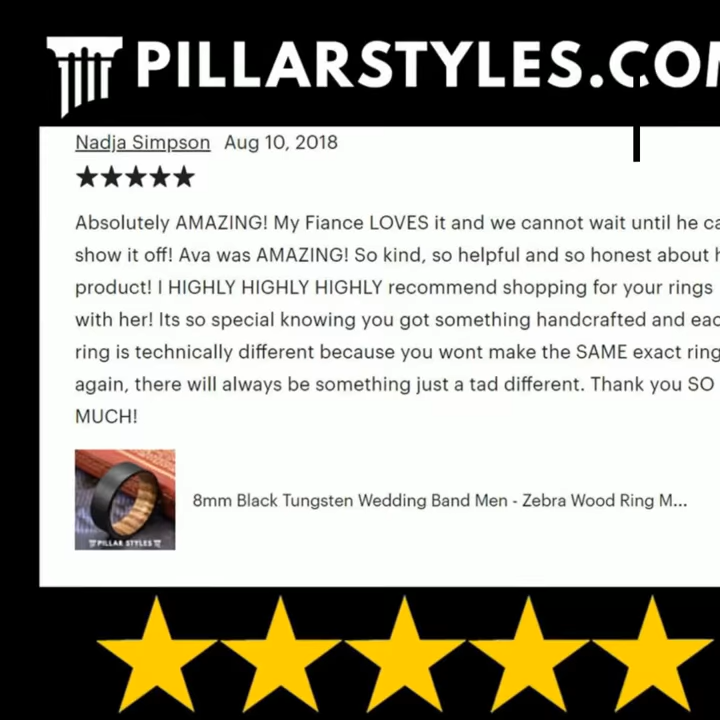 PILLARSTYLES.CO
Nadja Simpson Aug 10, 2018
Absolutely AMAZING! My Fiance LOVES it and we cannot wait until he ca
show it off! Ava was AMAZING! So kind, so helpful and so honest about h
product! I HIGHLY HIGHLY HIGHLY recommend shopping for your rings
with her! Its so special knowing you got something handcrafted and eac
ring is technically different because you wont make the SAME exact ring
again, there will always be something just a tad different. Thank you SO
MUCH!
PILLAR STYLES
8mm Black Tungsten Wedding Band Men - Zebra Wood Ring M...